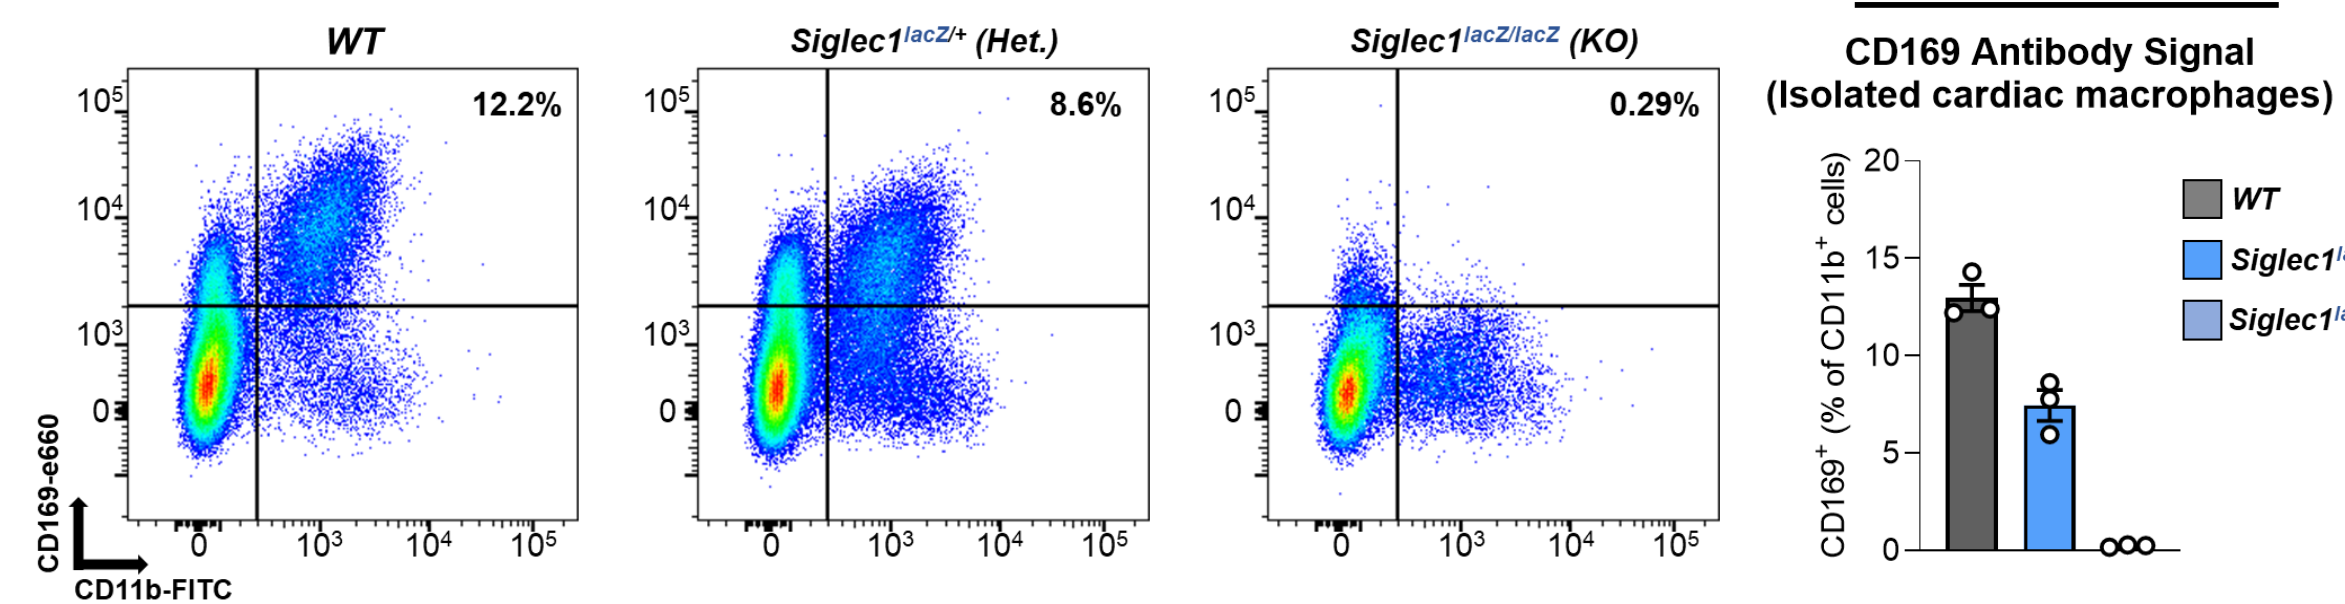 WT
10⁵
10⁴
10³
0
12.2%
0
10³
10⁴
10⁵
CD169-e660
CD11b-FITC
Siglec1ˡᵃᶜᶻ/⁺ (Het.)
10⁵
10⁴
10³
0
8.6%
0
10³
10⁴
10⁵
Siglec1ˡᵃᶜᶻ/ˡᵃᶜᶻ (KO)
10⁵
10⁴
10³
0
0.29%
0
10³
10⁴
10⁵
CD169 Antibody Signal
(Isolated cardiac macrophages)
CD169⁺ (% of CD11b⁺ cells)
20
15
10
5
0
WT
Siglec1
Siglec1